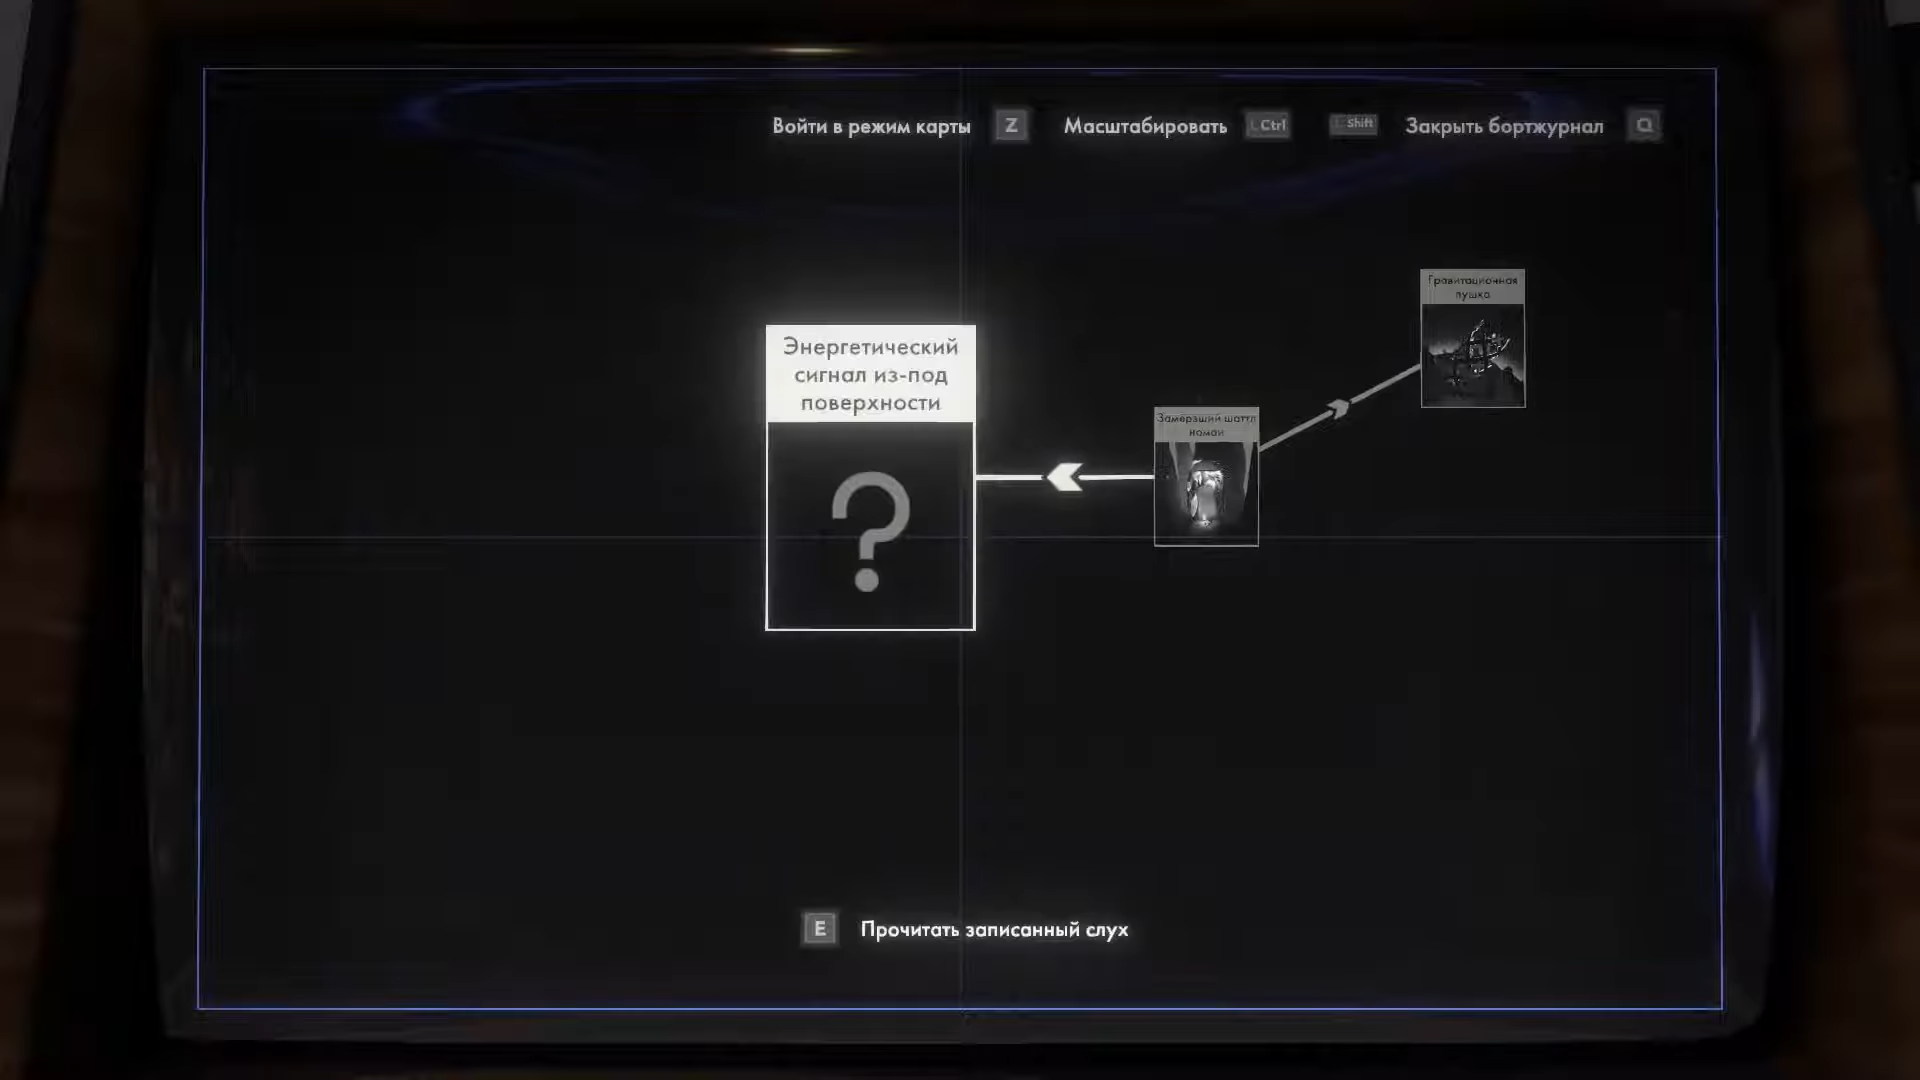 Войти в режим карты Z Масштабировать Ctrl Shift Закрыть бортжурнал Q
Гравитационная
пушка
Энергетический
сигнал из-под
поверхности
Замёрзший шаттл
номаи
E Прочитать записанный слух